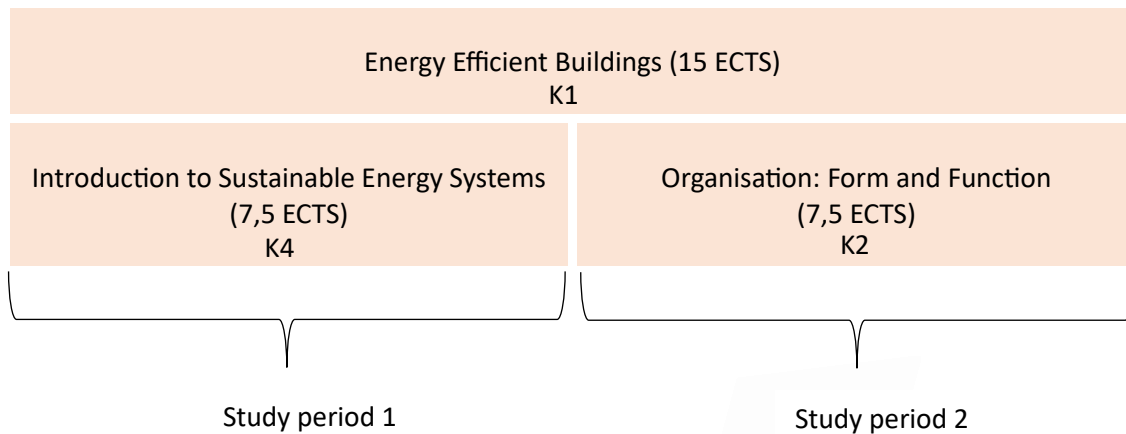 Energy Efficient Buildings (15 ECTS)
K1
Introduction to Sustainable Energy Systems
(7,5 ECTS)
K4
Organisation: Form and Function
(7,5 ECTS)
K2
Study period 1
Study period 2